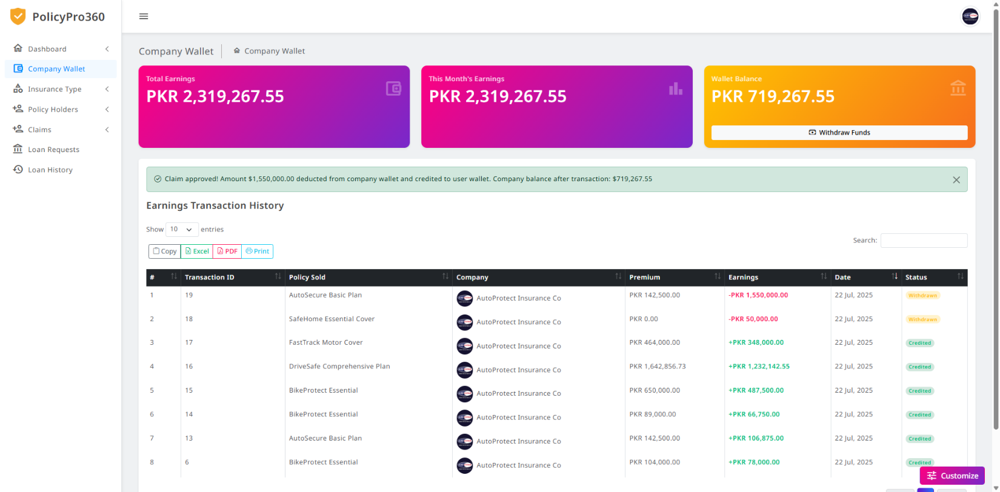 PolicyPro360
Dashboard
Company Wallet
Insurance Type
Policy Holders
Claims
Loan Requests
Loan History
Company Wallet
Company Wallet
Total Earnings
PKR 2,319,267.55
This Month's Earnings
PKR 2,319,267.55
Wallet Balance
PKR 719,267.55
Withdraw Funds
Claim approved! Amount $1,550,000.00 deducted from company wallet and credited to user wallet. Company balance after transaction: $719,267.55
Earnings Transaction History
Show 10 entries
Search:
Copy Excel PDF Print
# Transaction ID Policy Sold Company Premium Earnings Date Status
1 19 AutoSecure Basic Plan AutoProtect Insurance Co PKR 142,500.00 -PKR 1,550,000.00 22 Jul, 2025 Withdrawn
2 18 SafeHome Essential Cover AutoProtect Insurance Co PKR 0.00 -PKR 50,000.00 22 Jul, 2025 Withdrawn
3 17 FastTrack Motor Cover AutoProtect Insurance Co PKR 464,000.00 +PKR 348,000.00 22 Jul, 2025 Credited
4 16 DriveSafe Comprehensive Plan AutoProtect Insurance Co PKR 1,642,856.73 +PKR 1,232,142.55 22 Jul, 2025 Credited
5 15 BikeProtect Essential AutoProtect Insurance Co PKR 650,000.00 +PKR 487,500.00 22 Jul, 2025 Credited
6 14 BikeProtect Essential AutoProtect Insurance Co PKR 89,000.00 +PKR 66,750.00 22 Jul, 2025 Credited
7 13 AutoSecure Basic Plan AutoProtect Insurance Co PKR 142,500.00 +PKR 106,875.00 22 Jul, 2025 Credited
8 6 BikeProtect Essential AutoProtect Insurance Co PKR 104,000.00 +PKR 78,000.00 22 Jul, 2025 Credited
Customize